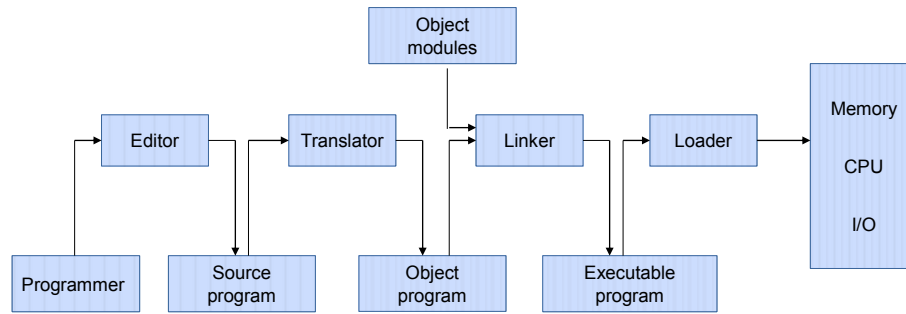 Object
modules
Editor
Translator
Linker
Loader
Memory
CPU
I/O
Programmer
Source
program
Object
program
Executable
program